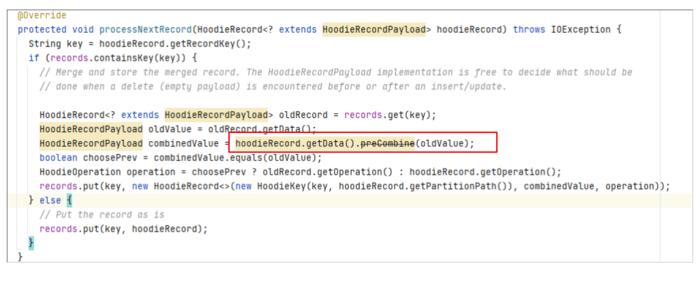 @Override
protected void processNextRecord(HoodieRecord<? extends HoodieRecordPayload> hoodieRecord) throws IOException {
String key = hoodieRecord.getRecordKey();
if (records.containsKey(key)) {
// Merge and store the merged record. The HoodieRecordPayload implementation is free to decide what should be
// done when a delete (empty payload) is encountered before or after an insert/update.
HoodieRecord<? extends HoodieRecordPayload> oldRecord = records.get(key);
HoodieRecordPayload oldValue = oldRecord.getData();
HoodieRecordPayload combinedValue = hoodieRecord.getData().preCombine(oldValue);
boolean choosePrev = combinedValue.equals(oldValue);
HoodieOperation operation = choosePrev ? oldRecord.getOperation() : hoodieRecord.getOperation();
records.put(key, new HoodieRecord<>(new HoodieKey(key, hoodieRecord.getPartitionPath()), combinedValue, operation));
} else {
// Put the record as is
records.put(key, hoodieRecord);
}
}